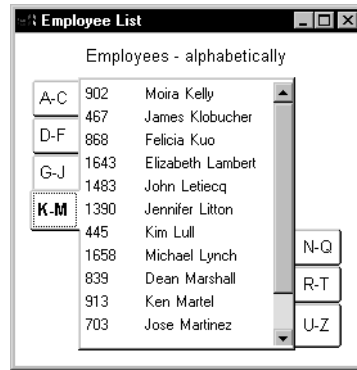 Employee List
Employees - alphabetically
A-C
D-F
G-J
K-M
902 Moira Kelly
467 James Klobucher
868 Felicia Kuo
1643 Elizabeth Lambert
1483 John Letiecq
1390 Jennifer Litton
445 Kim Lull
1658 Michael Lynch
839 Dean Marshall
913 Ken Martel
703 Jose Martinez
N-Q
R-T
U-Z